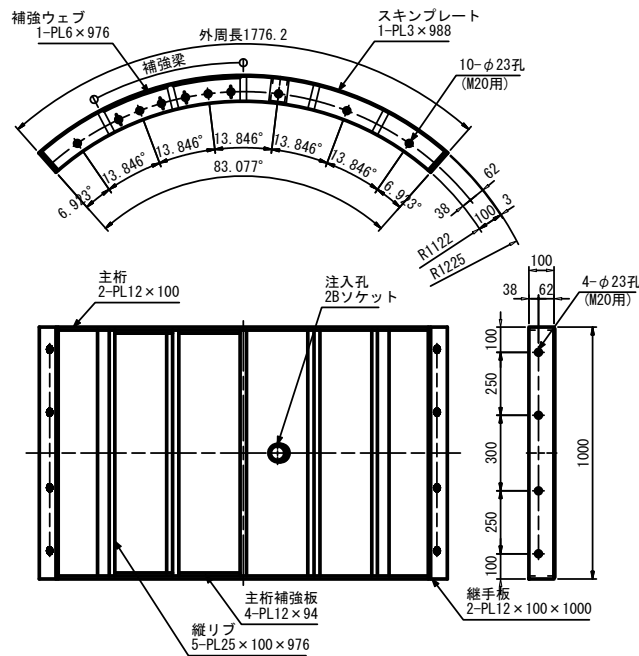 補強ウェブ
1-PL6×976
外周長1776.2
スキンプレート
1-PL3×988
補強梁
10-φ23孔
(M20用)
13.846°
13.846°
13.846°
13.846°
13.846°
6.923°
83.077°
6.923°
62
38
100
3
R1122
R1225
主桁
2-PL12×100
注入孔
2Bソケット
100
38
62
4-φ23孔
(M20用)
100
250
300
250
100
1000
主桁補強板
4-PL12×94
継手板
2-PL12×100×1000
縦リブ
5-PL25×100×976